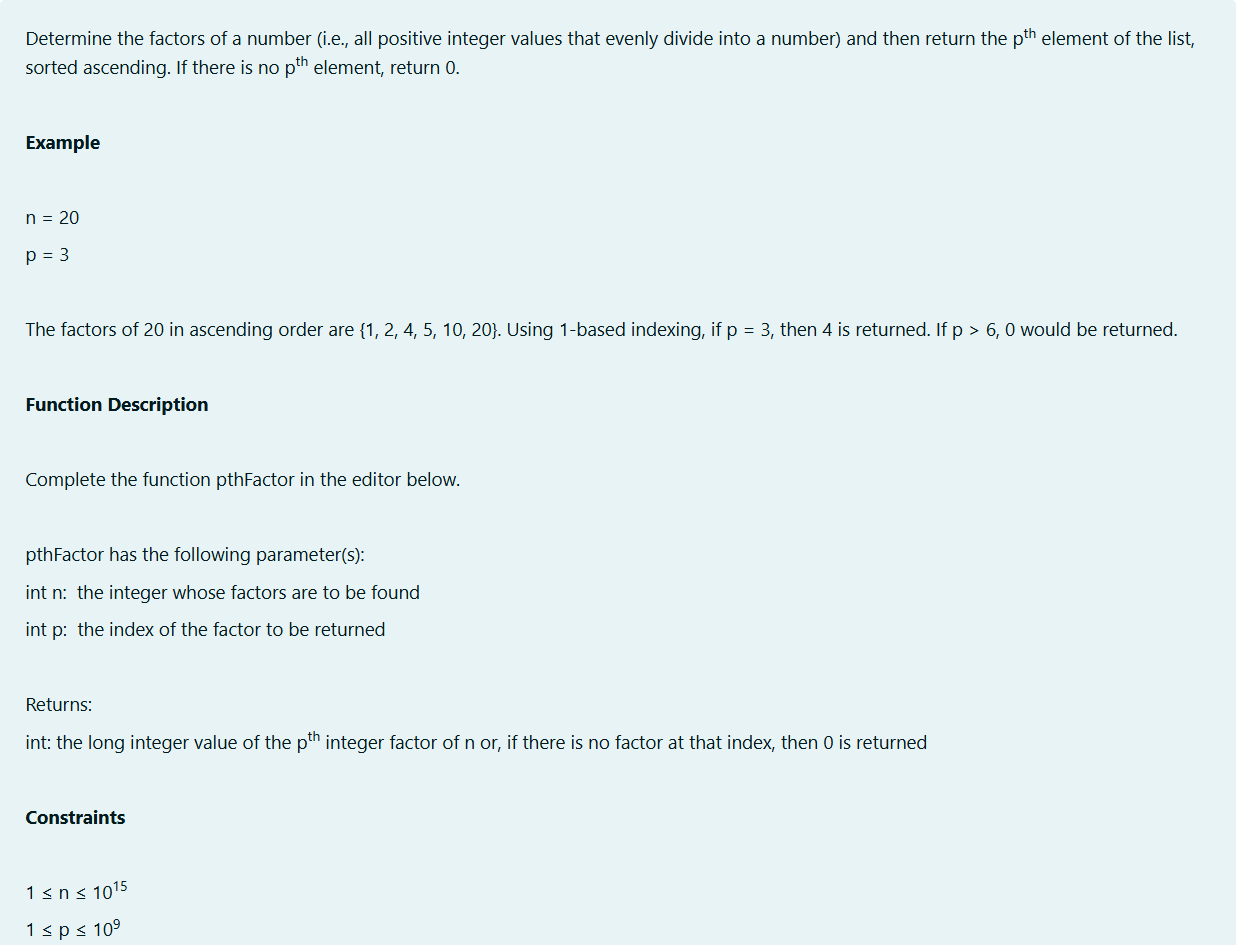 Determine the factors of a number (i.e., all positive integer values that evenly divide into a number) and then return the pth element of the list,
sorted ascending. If there is no pth element, return 0.
Example
n = 20
p = 3
The factors of 20 in ascending order are {1, 2, 4, 5, 10, 20}. Using 1-based indexing, if p = 3, then 4 is returned. If p > 6, 0 would be returned.
Function Description
Complete the function pthFactor in the editor below.
pthFactor has the following parameter(s):
int n:  the integer whose factors are to be found
int p:  the index of the factor to be returned
Returns:
int: the long integer value of the pth integer factor of n or, if there is no factor at that index, then 0 is returned
Constraints
1 ≤ n ≤ 10¹⁵
1 ≤ p ≤ 10⁹